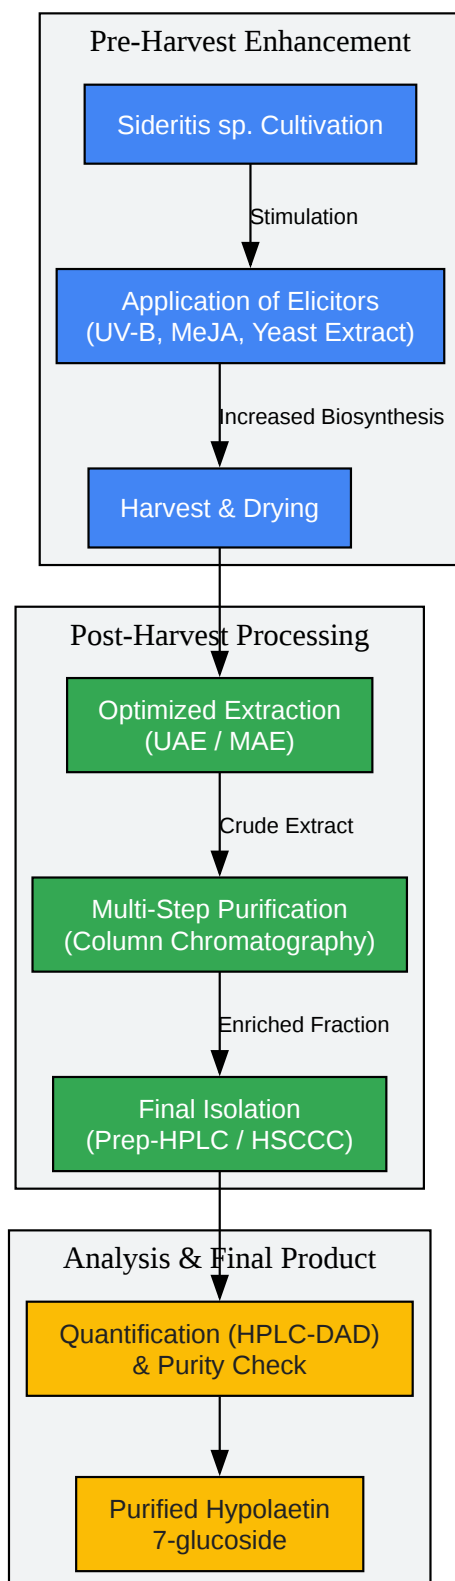 Pre-Harvest Enhancement
Sideritis sp. Cultivation
Stimulation
Application of Elicitors
(UV-B, MeJA, Yeast Extract)
Increased Biosynthesis
Harvest & Drying
Post-Harvest Processing
Optimized Extraction
(UAE / MAE)
Crude Extract
Multi-Step Purification
(Column Chromatography)
Enriched Fraction
Final Isolation
(Prep-HPLC / HSCCC)
Analysis & Final Product
Quantification (HPLC-DAD)
& Purity Check
Purified Hypolaetin
7-glucoside